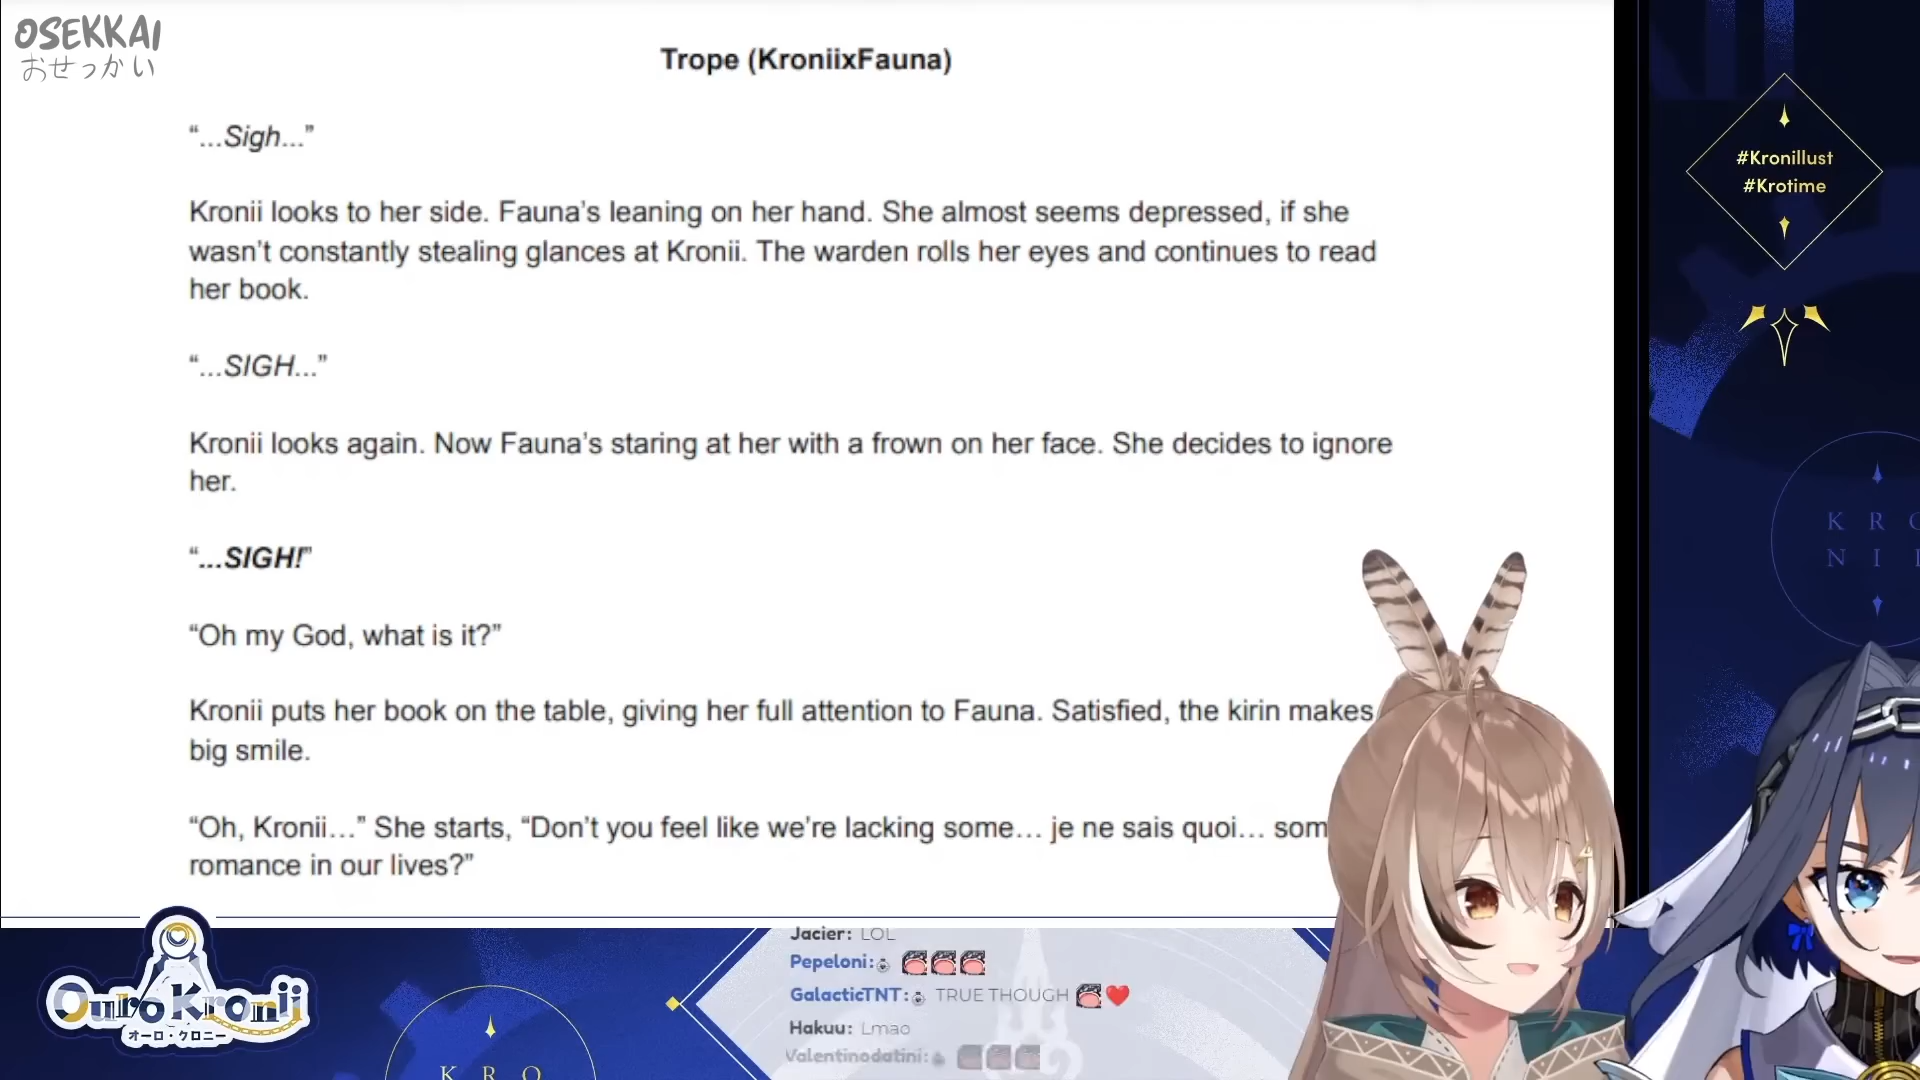 OSEKKAI
おせっかい
Trope (KroniixFauna)
“...Sigh...”
Kronii looks to her side. Fauna’s leaning on her hand. She almost seems depressed, if she
wasn’t constantly stealing glances at Kronii. The warden rolls her eyes and continues to read
her book.
“...SIGH...”
Kronii looks again. Now Fauna’s staring at her with a frown on her face. She decides to ignore
her.
“...SIGH!”
“Oh my God, what is it?”
Kronii puts her book on the table, giving her full attention to Fauna. Satisfied, the kirin makes
big smile.
“Oh, Kronii…” She starts, “Don’t you feel like we’re lacking some… je ne sais quoi… som
romance in our lives?”
#Kronillust
#Krotime
K R O
N I I
Ouro Kronii
オーロ・クロニー
K R O
Jacier: LOL
Pepeloni:
GalacticTNT: TRUE THOUGH
Hakuu: Lmao
Valentinodatini: